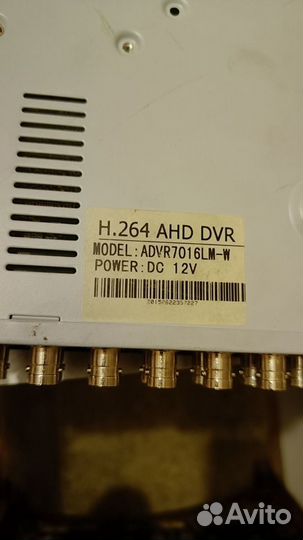 H.264 AHD DVR
MODEL:ADVR7016LM-W
POWER:DC 12V
Avito